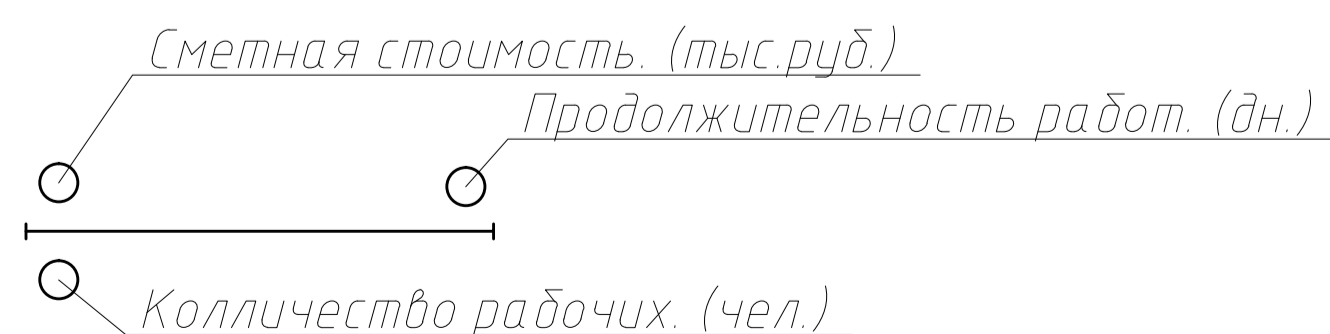 Сметная стоимость. (тыс.руб.)
Продолжительность работ. (дн.)
Колличество рабочих. (чел.)